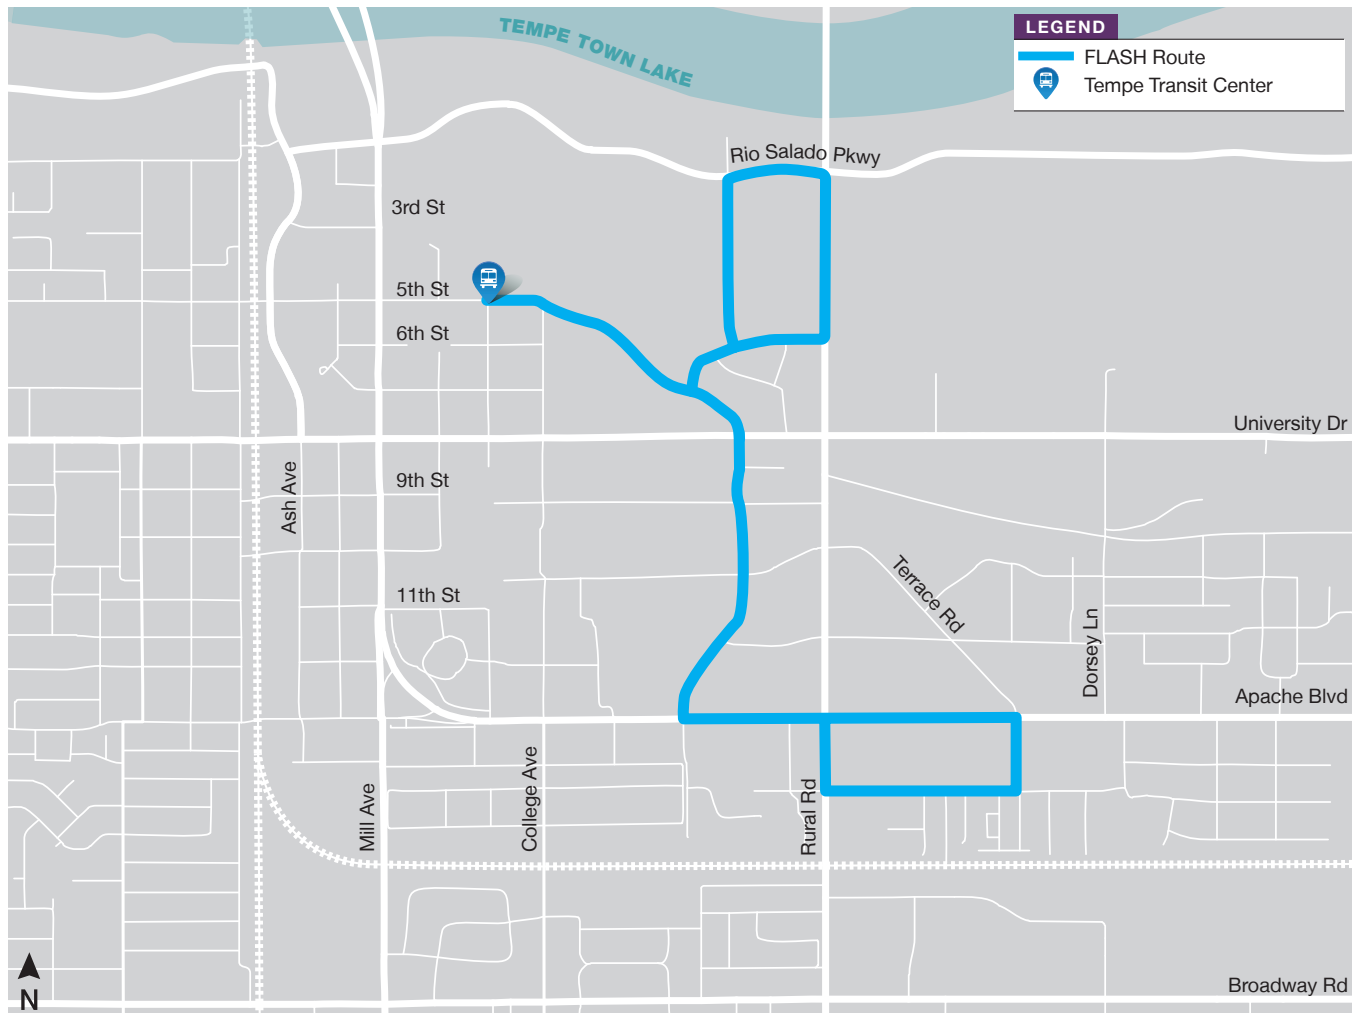 TEMPE TOWN LAKE
LEGEND
FLASH Route
Tempe Transit Center
Rio Salado Pkwy
3rd St
5th St
6th St
University Dr
Ash Ave
9th St
Terrace Rd
11th St
Dorsey Ln
Apache Blvd
Mill Ave
College Ave
Rural Rd
Broadway Rd
N